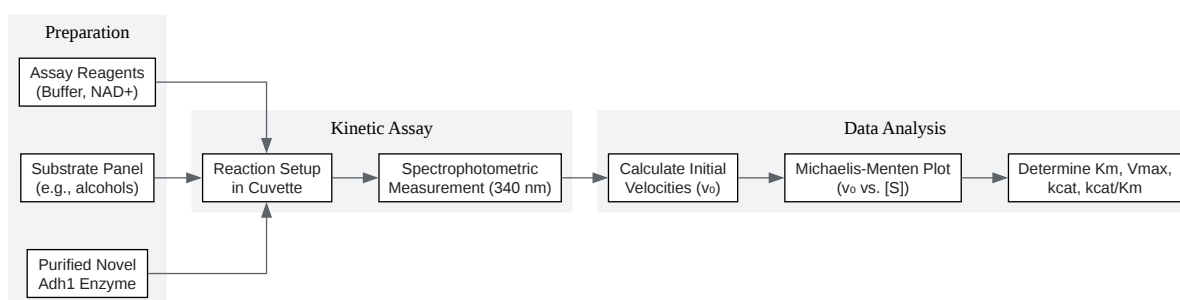 Preparation
Assay Reagents
(Buffer, NAD+)
Substrate Panel
(e.g., alcohols)
Purified Novel
Adh1 Enzyme
Kinetic Assay
Reaction Setup
in Cuvette
Spectrophotometric
Measurement (340 nm)
Data Analysis
Calculate Initial
Velocities (v₀)
Michaelis-Menten Plot
(v₀ vs. [S])
Determine Km, Vmax,
kcat, kcat/Km